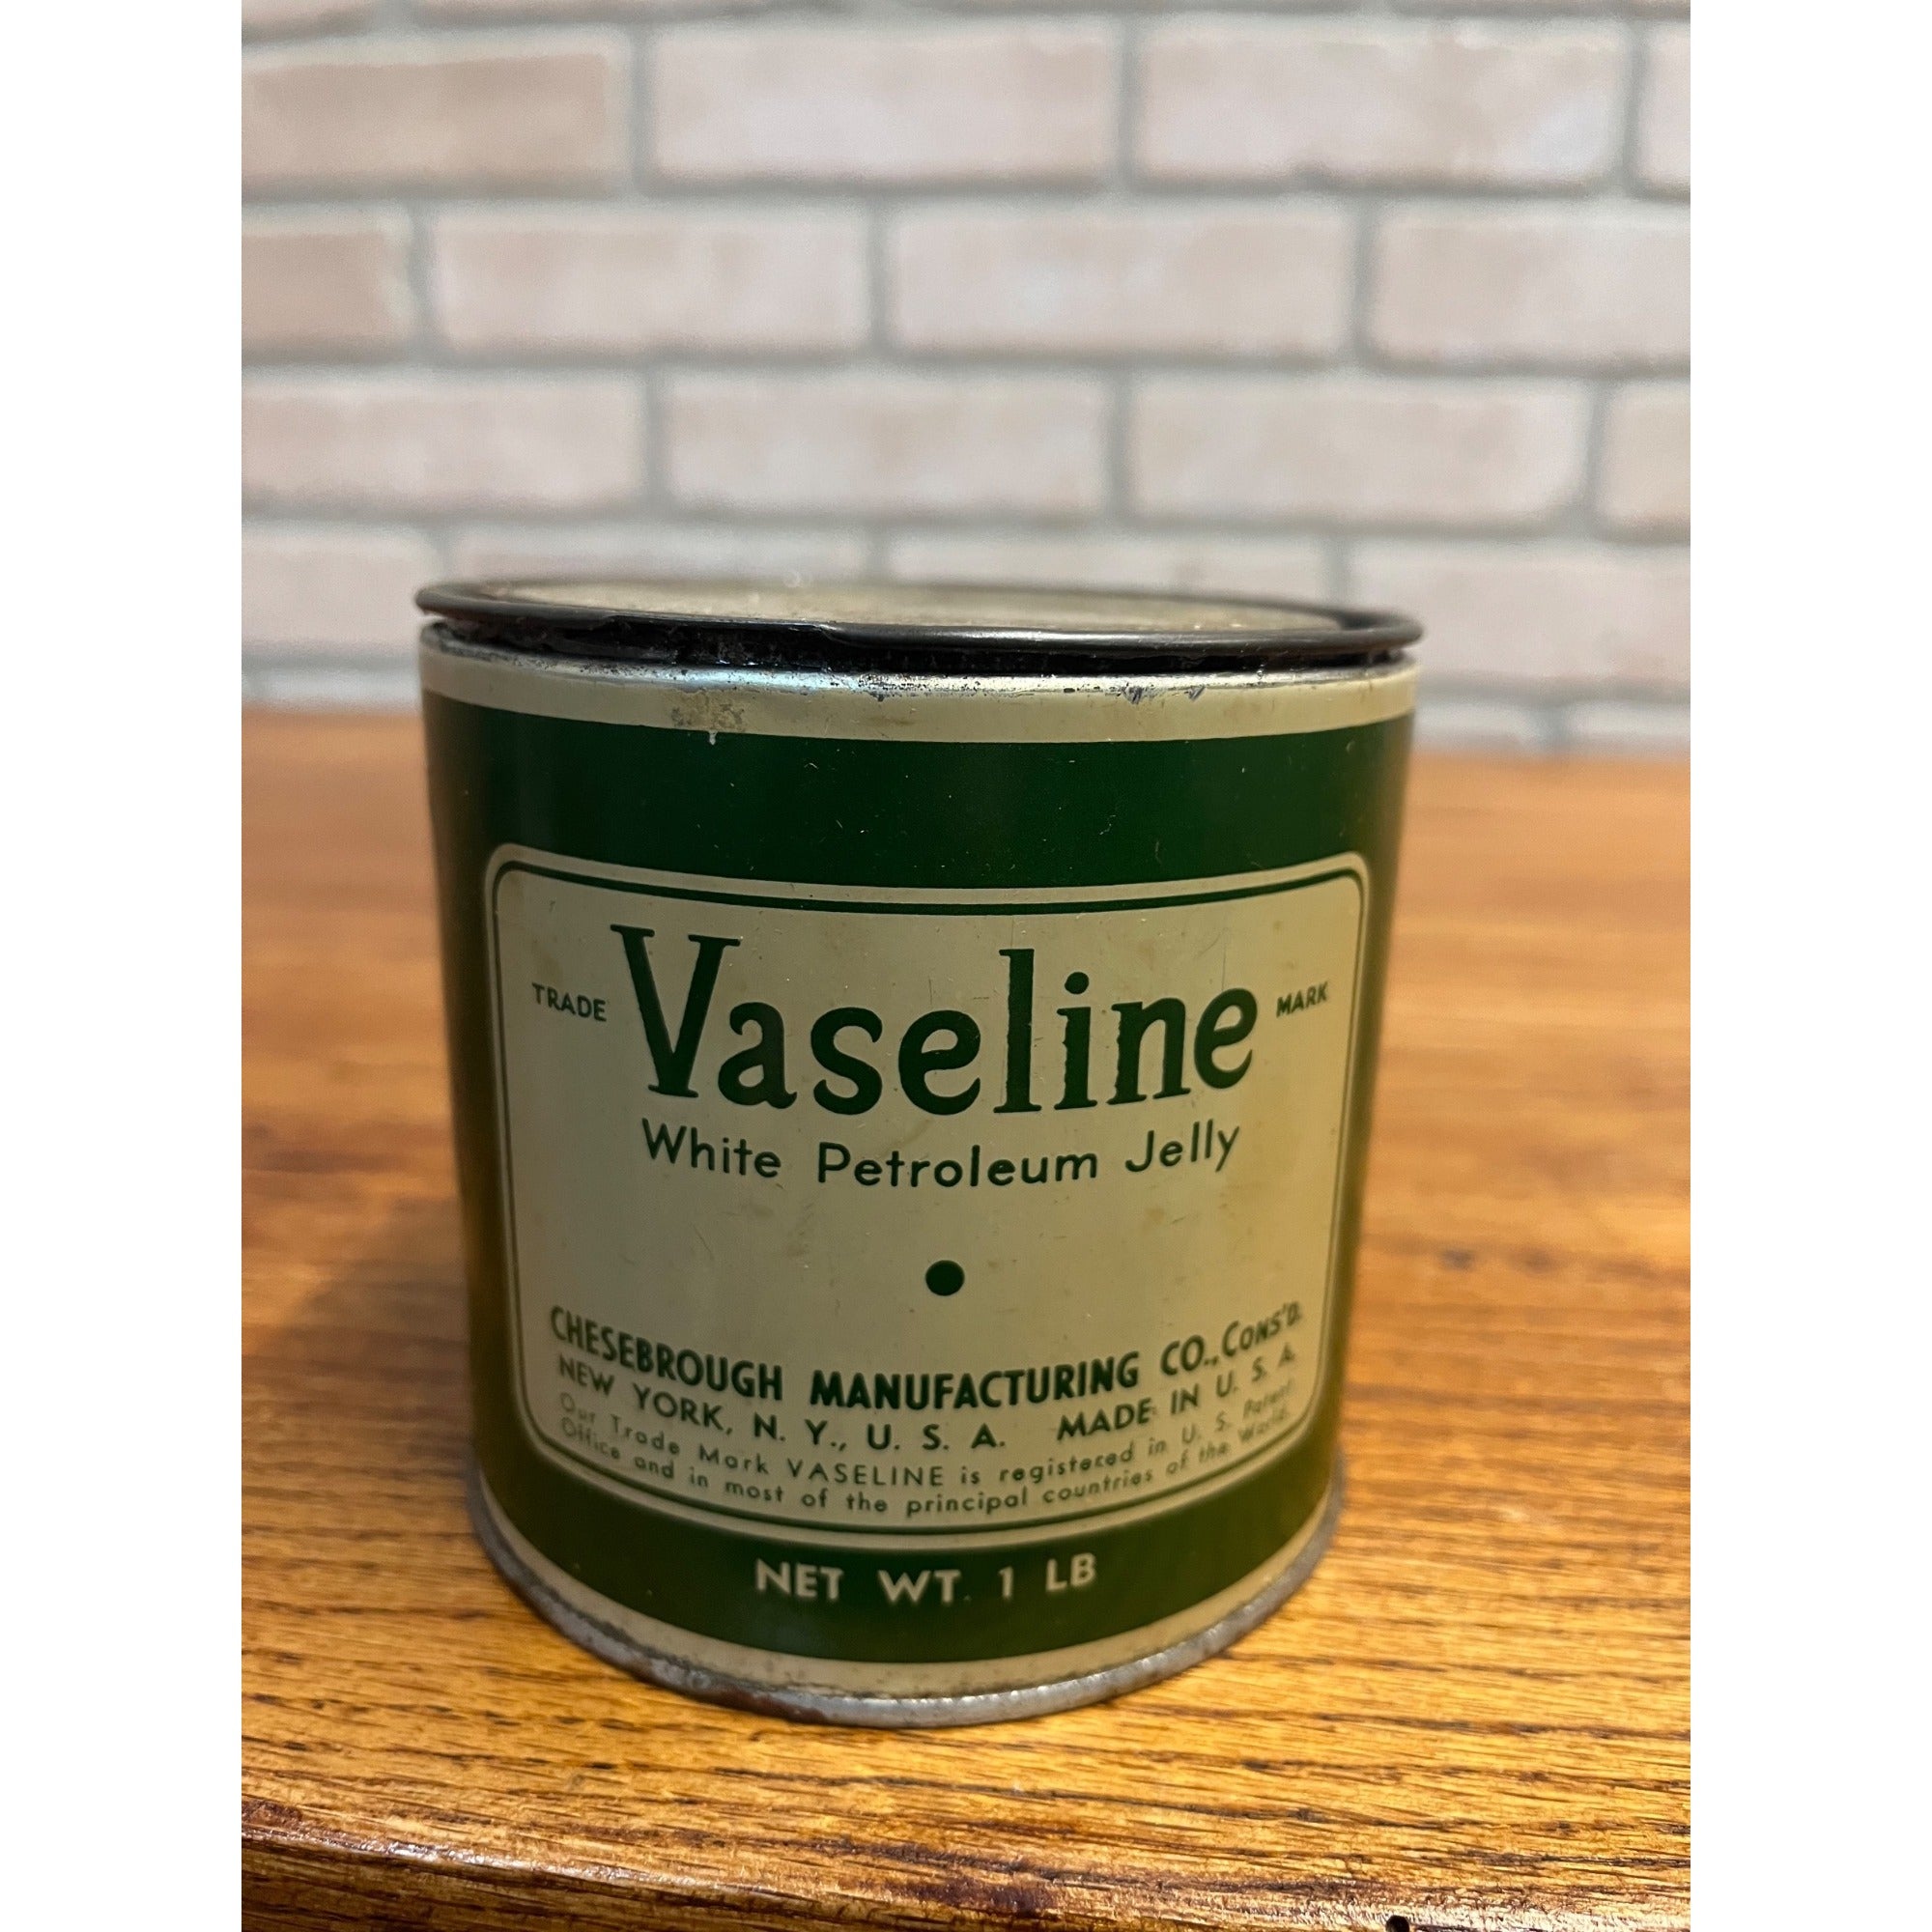 TRADE Vaseline MARK
White Petroleum Jelly
CHESEBROUGH MANUFACTURING CO., CONS'D.
NEW YORK, N. Y., U. S. A. MADE IN U. S. A.
Our Trade Mark VASELINE is registered in U. S. Patent
Office and in most of the principal countries of the World.
NET WT. 1 LB